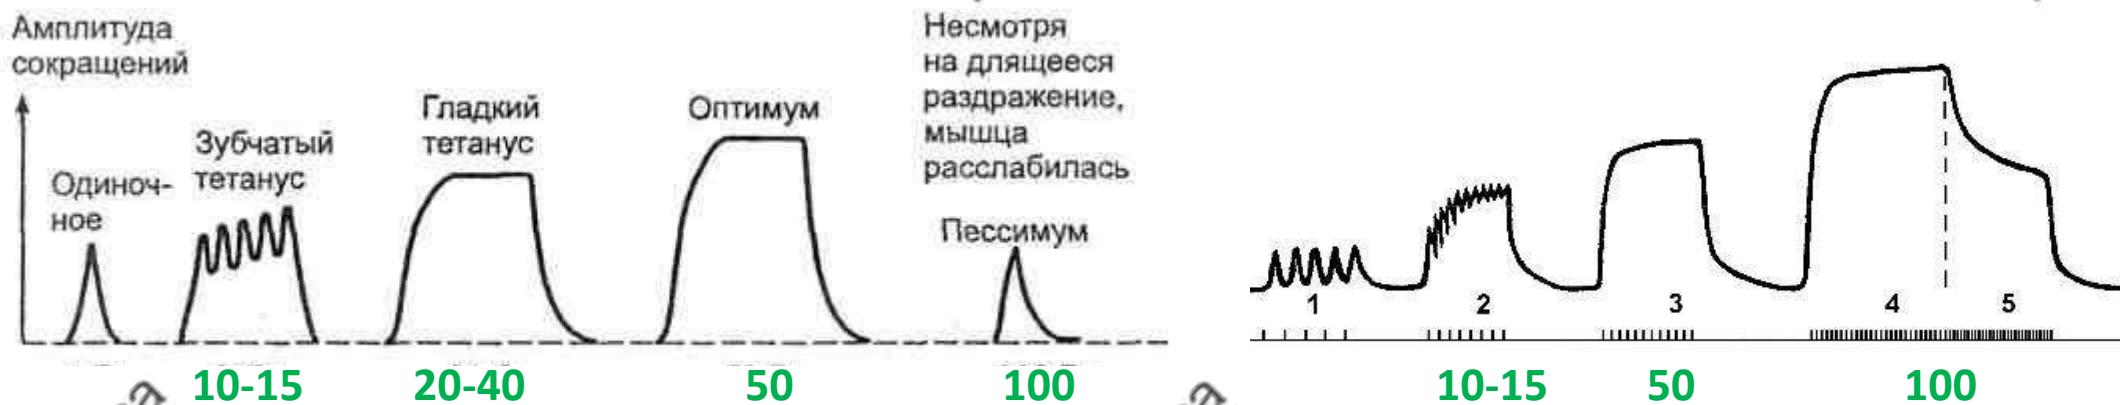 Амплитуда
сокращений
Одиноч-
ное
Зубчатый
тетанус
Гладкий
тетанус
Оптимум
Несмотря
на длящееся
раздражение,
мышца
расслабилась
Пессимум
10-15
20-40
50
100
1
2
3
4
5
10-15
50
100